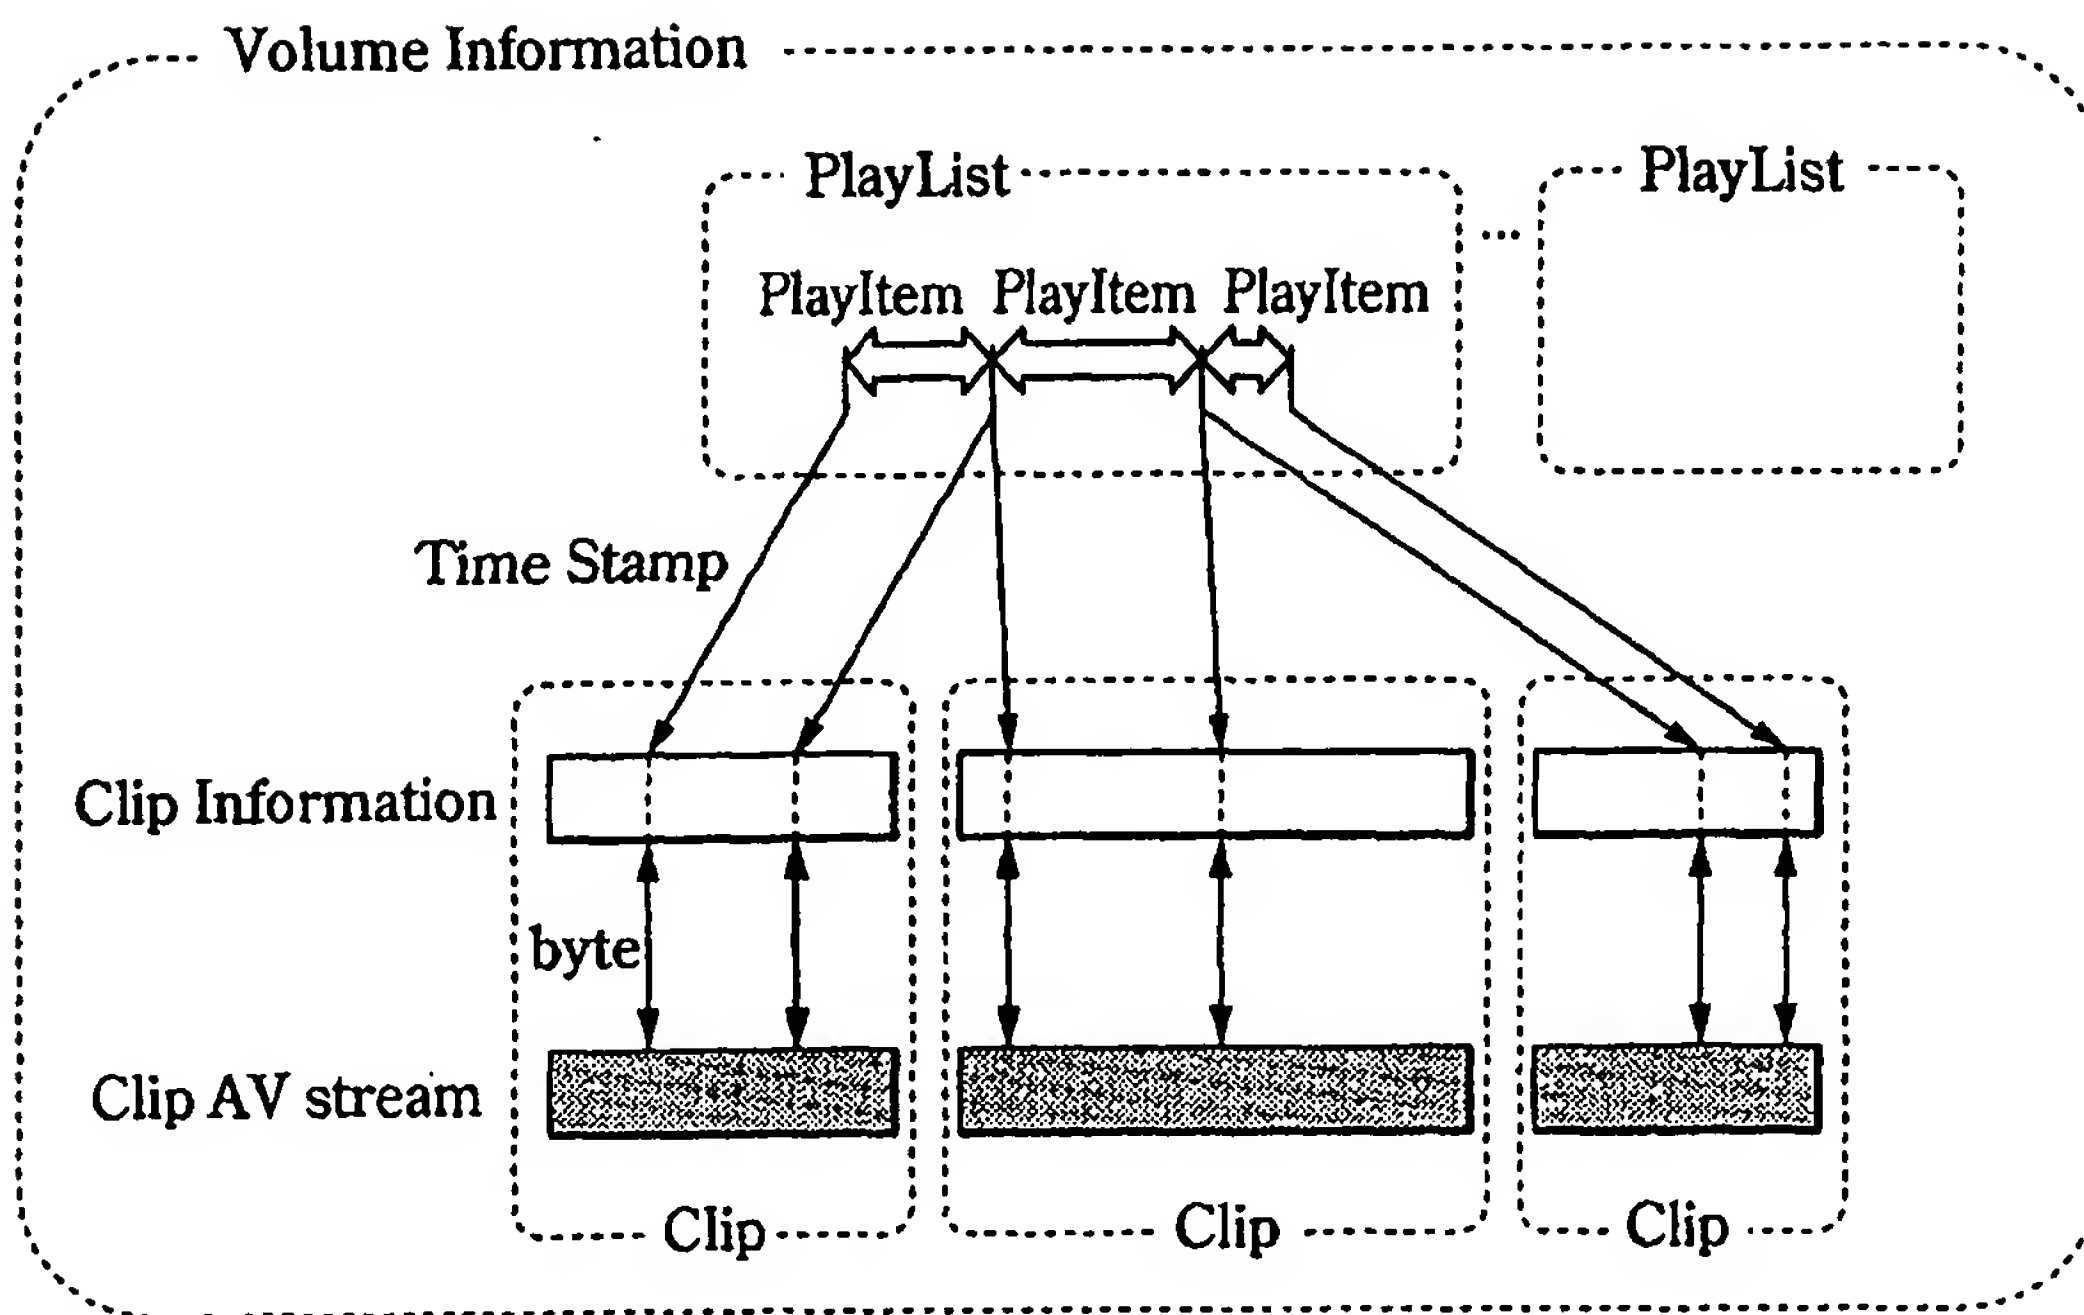 Volume Information
PlayList
PlayList
...
PlayItem PlayItem PlayItem
Time Stamp
Clip Information
byte
Clip AV stream
Clip
Clip
Clip